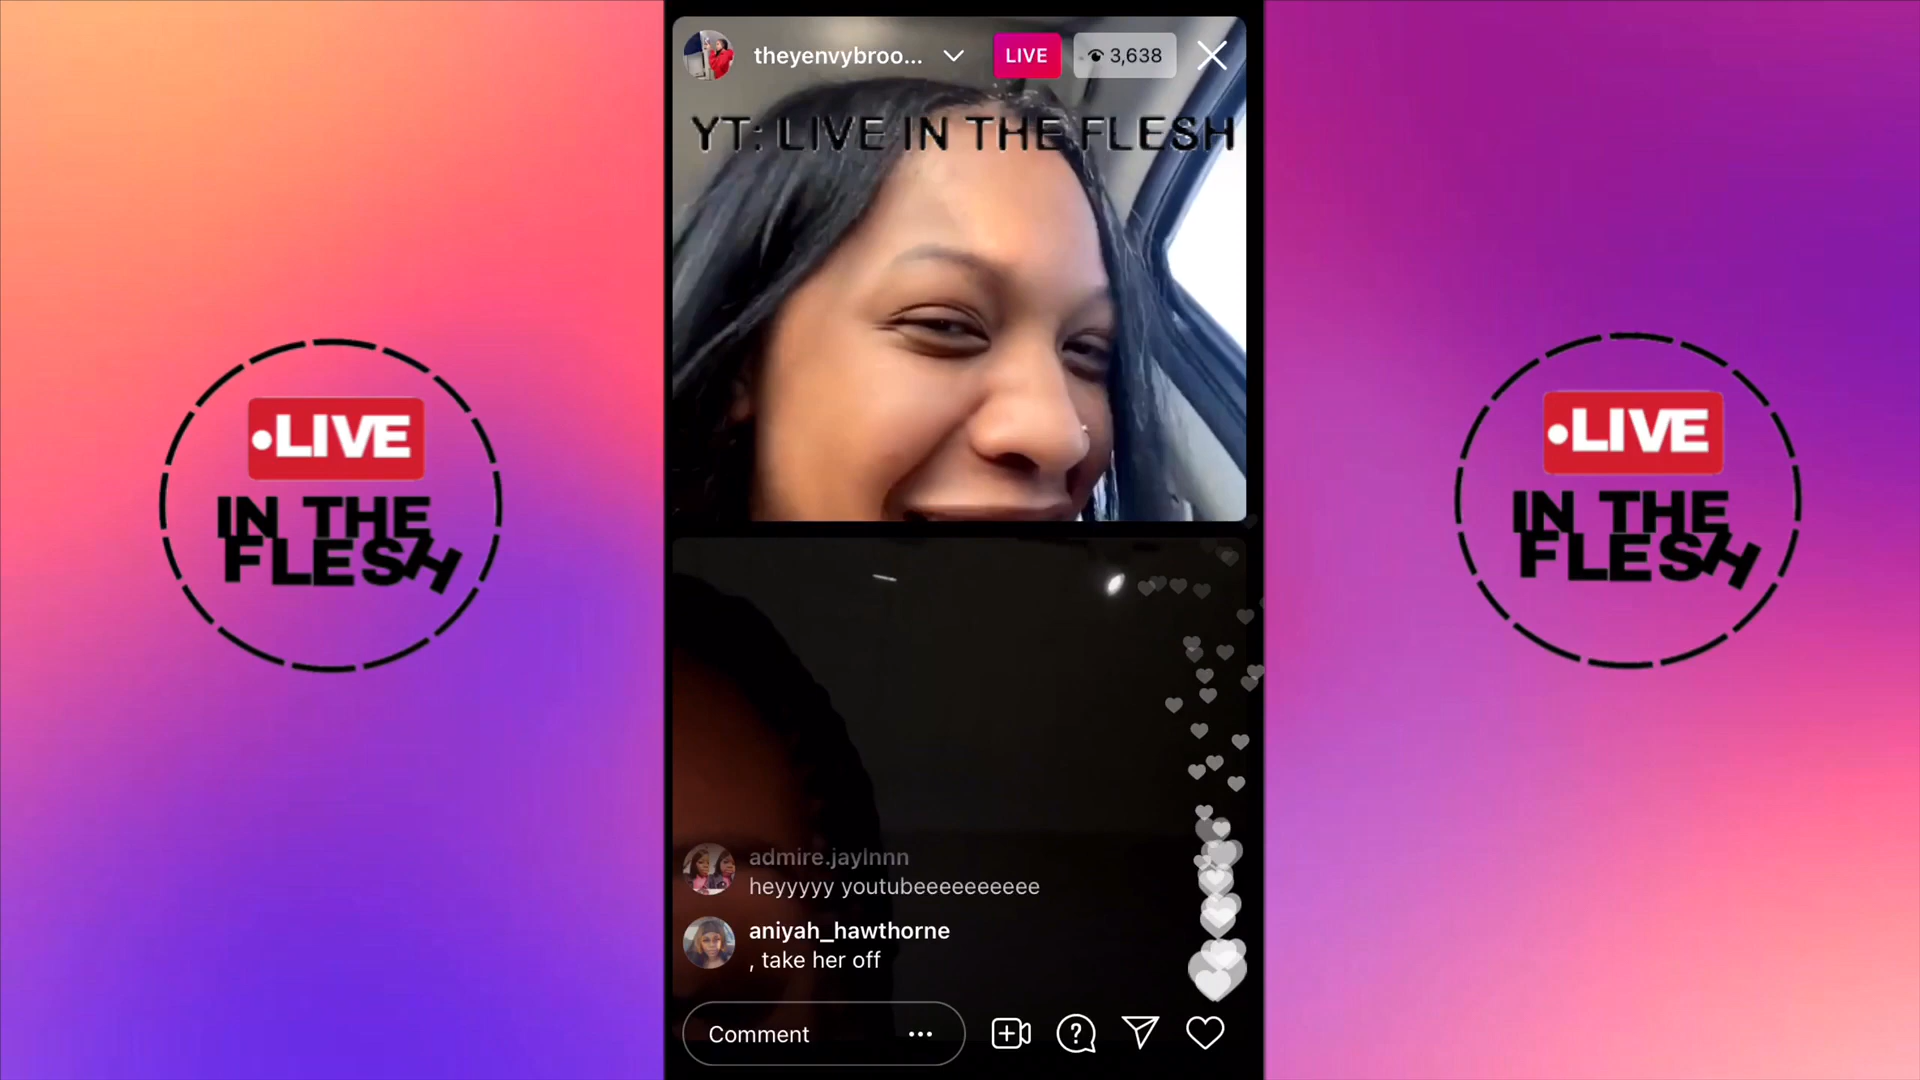 theyenvybroo...
LIVE
3,638
YT: LIVE IN THE FLESH
LIVE
IN THE
FLESH
LIVE
IN THE
FLESH
admire.jaylnnn
heyyyyy youtubeeeeeeeeee
aniyah_hawthorne
, take her off
Comment